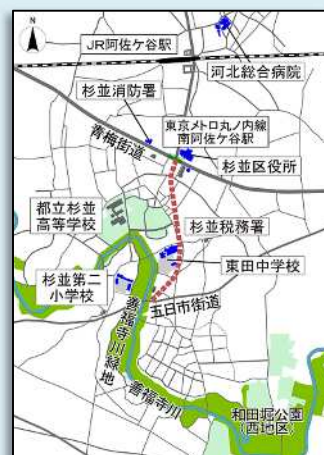 N
JR阿佐ケ谷駅
河北総合病院
杉並消防署
東京メトロ丸ノ内線
南阿佐ケ谷駅
青梅街道
杉並区役所
都立杉並
高等学校
杉並税務署
東田中学校
杉並第二
小学校
五日市街道
善福寺川緑地
善福寺川
和田堀公園
(西地区)